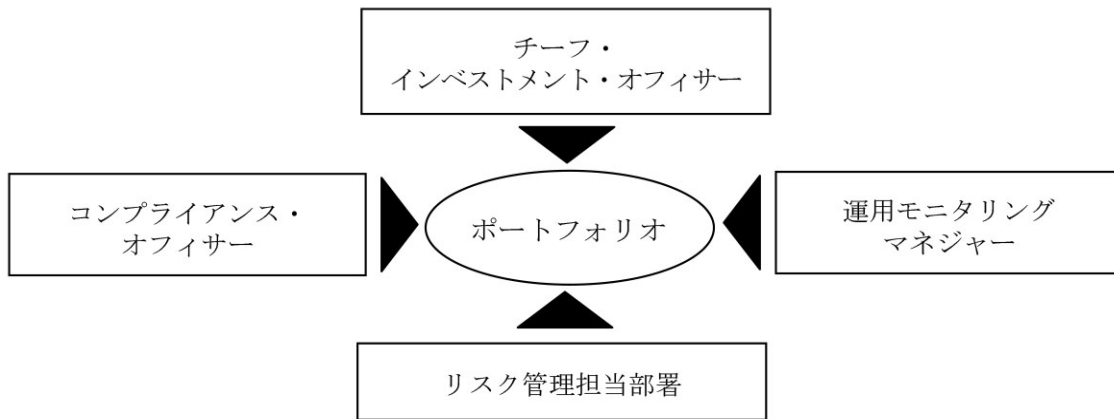 チーフ・
インベストメント・オフィサー
コンプライアンス・
オフィサー
ポートフォリオ
運用モニタリング
マネジャー
リスク管理担当部署